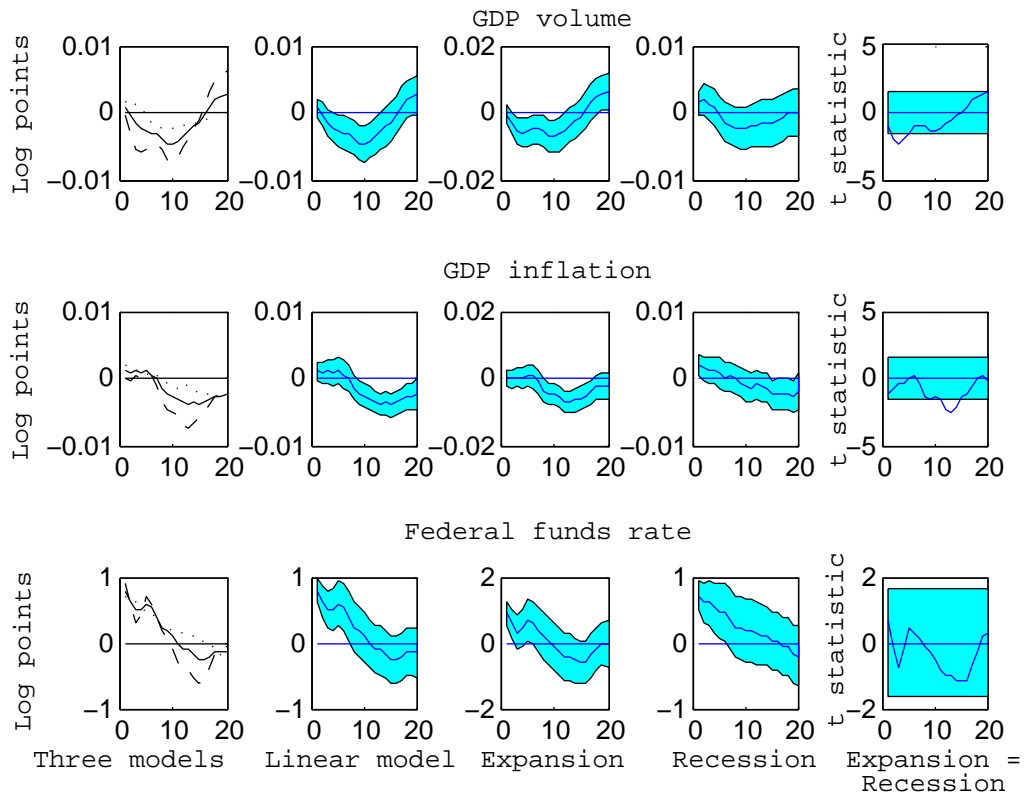 GDP volume
Log points
0.01
0
−0.01
0 10 20
0.01
0
−0.01
0 10 20
0.02
0
−0.02
0 10 20
0.01
0
−0.01
0 10 20
t statistic
5
0
−5
0 10 20
GDP inflation
Log points
0.01
0
−0.01
0 10 20
0.01
0
−0.01
0 10 20
0.02
0
−0.02
0 10 20
0.01
0
−0.01
0 10 20
t statistic
5
0
−5
0 10 20
Federal funds rate
Log points
1
0
−1
0 10 20
1
0
−1
0 10 20
2
0
−2
0 10 20
1
0
−1
0 10 20
t statistic
2
0
−2
0 10 20
Three models
Linear model
Expansion
Recession
Expansion =
Recession